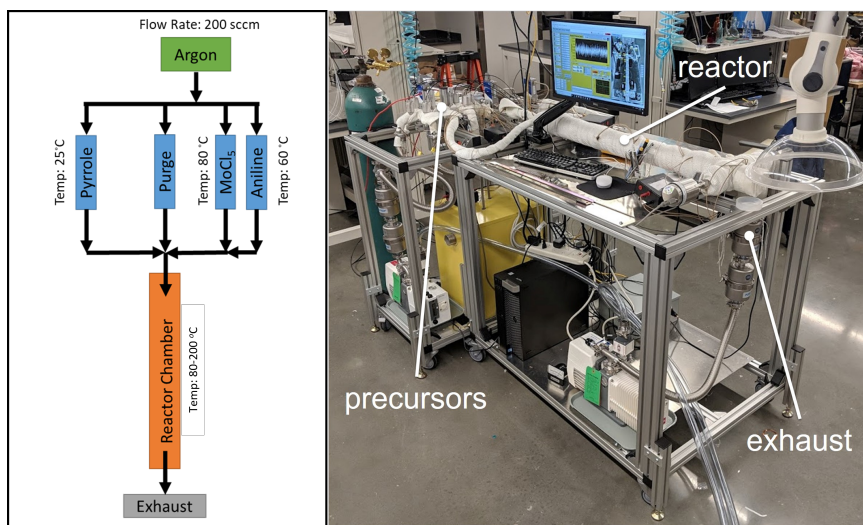 Flow Rate: 200 sccm
Argon
Temp: 25°C
Pyrrole
Purge
Temp: 80 °C
MoCl₅
Aniline
Temp: 60 °C
Reactor Chamber
Temp: 80-200 °C
Exhaust
reactor
precursors
exhaust